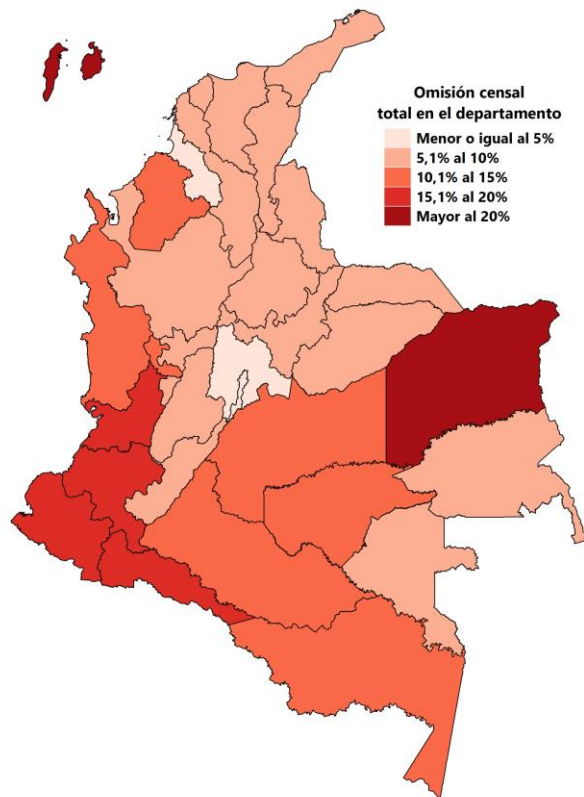 Omisión censal
total en el departamento
Menor o igual al 5%
5,1% al 10%
10,1% al 15%
15,1% al 20%
Mayor al 20%